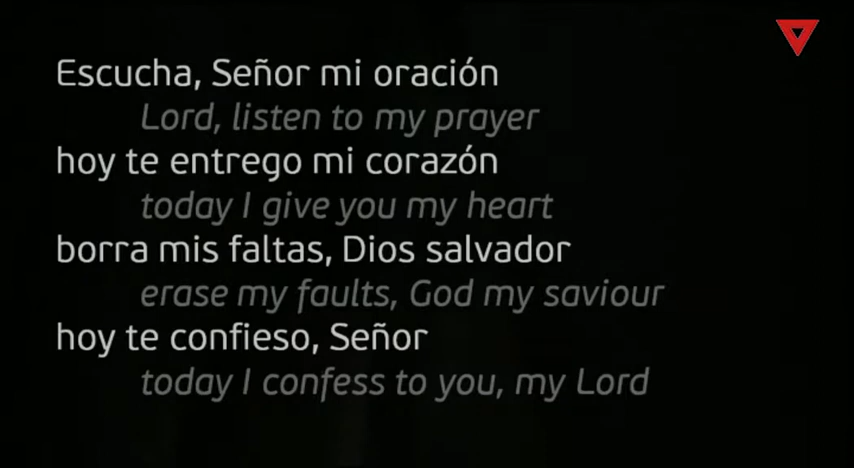 Escucha, Señor mi oración
Lord, listen to my prayer
hoy te entrego mi corazón
today I give you my heart
borra mis faltas, Dios salvador
erase my faults, God my saviour
hoy te confieso, Señor
today I confess to you, my Lord